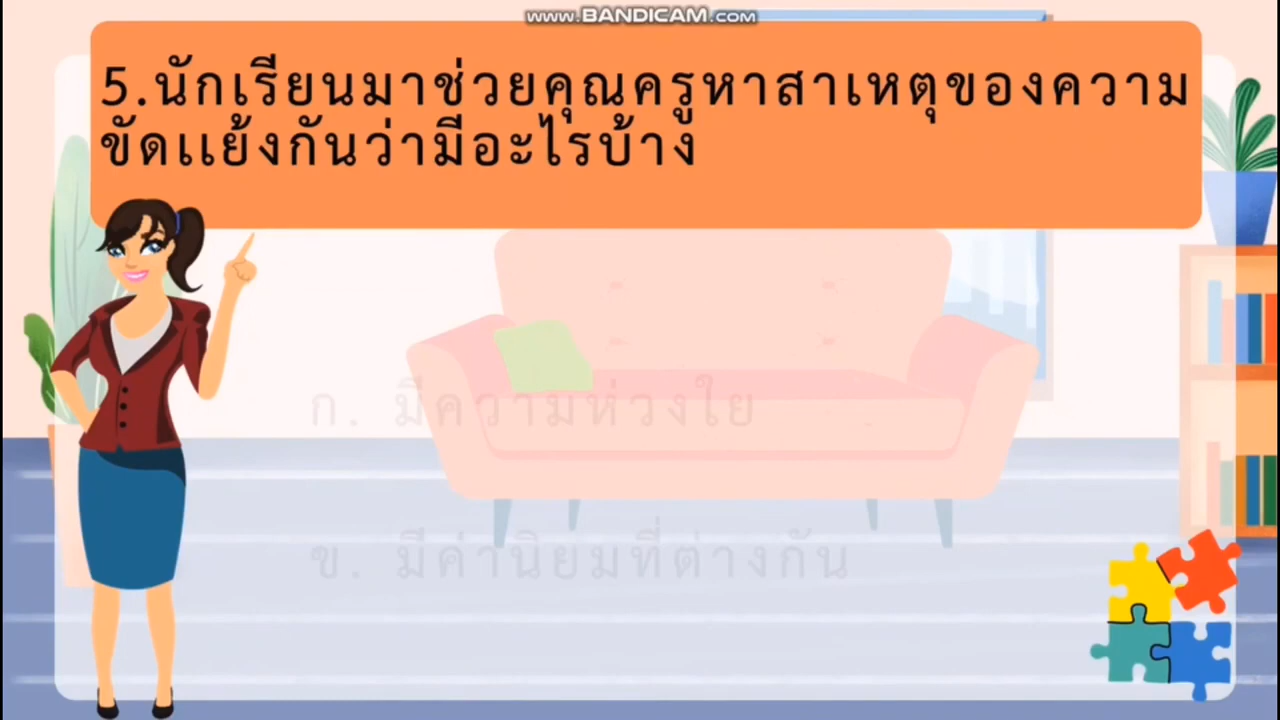 www.BANDICAM.com
5.นักเรียนมาช่วยคุณครูหาสาเหตุของความ
ขัดเเย้งกันว่ามีอะไรบ้าง
ก. มีความห่วงใย
ข. มีค่านิยมที่ต่างกัน